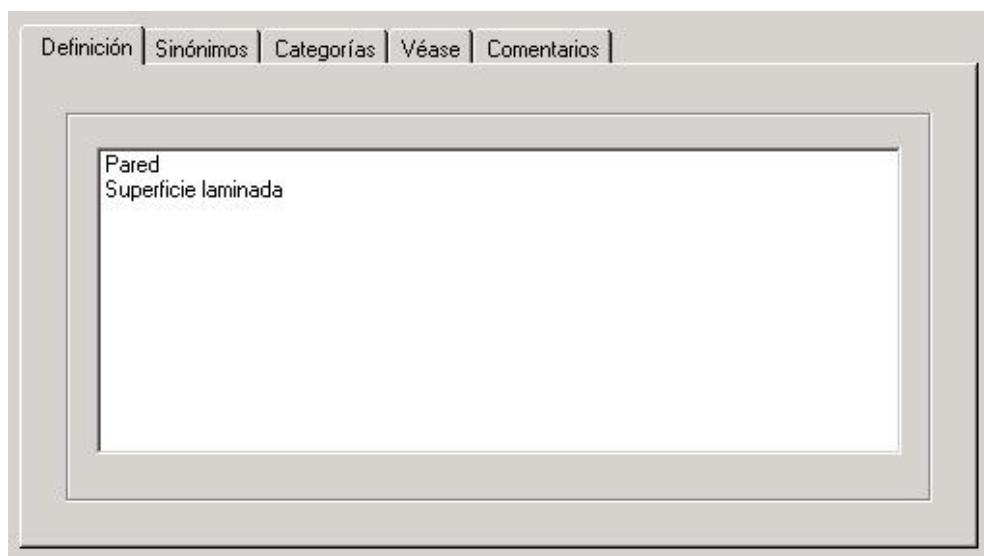 Definición Sinónimos Categorías Véase Comentarios
Pared
Superficie laminada